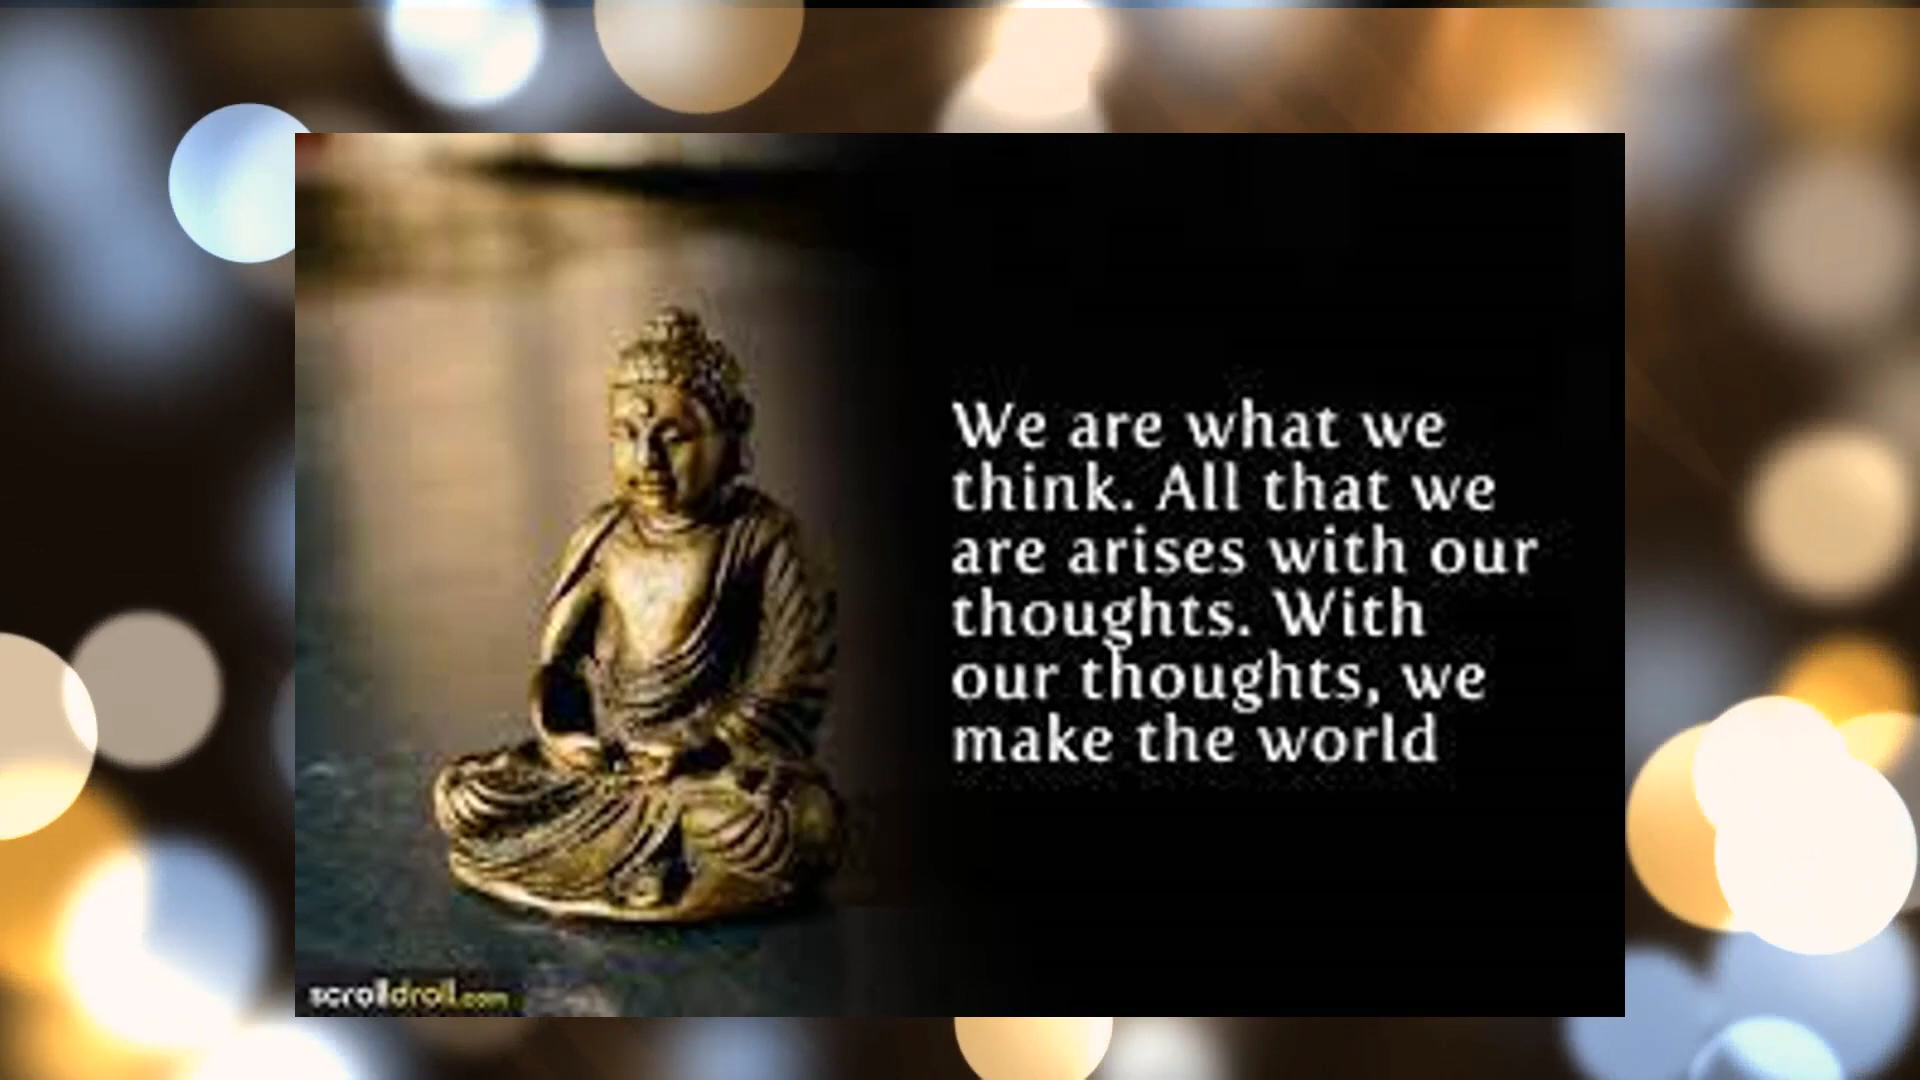 We are what we
think. All that we
are arises with our
thoughts. With
our thoughts, we
make the world
scrolldroll.com